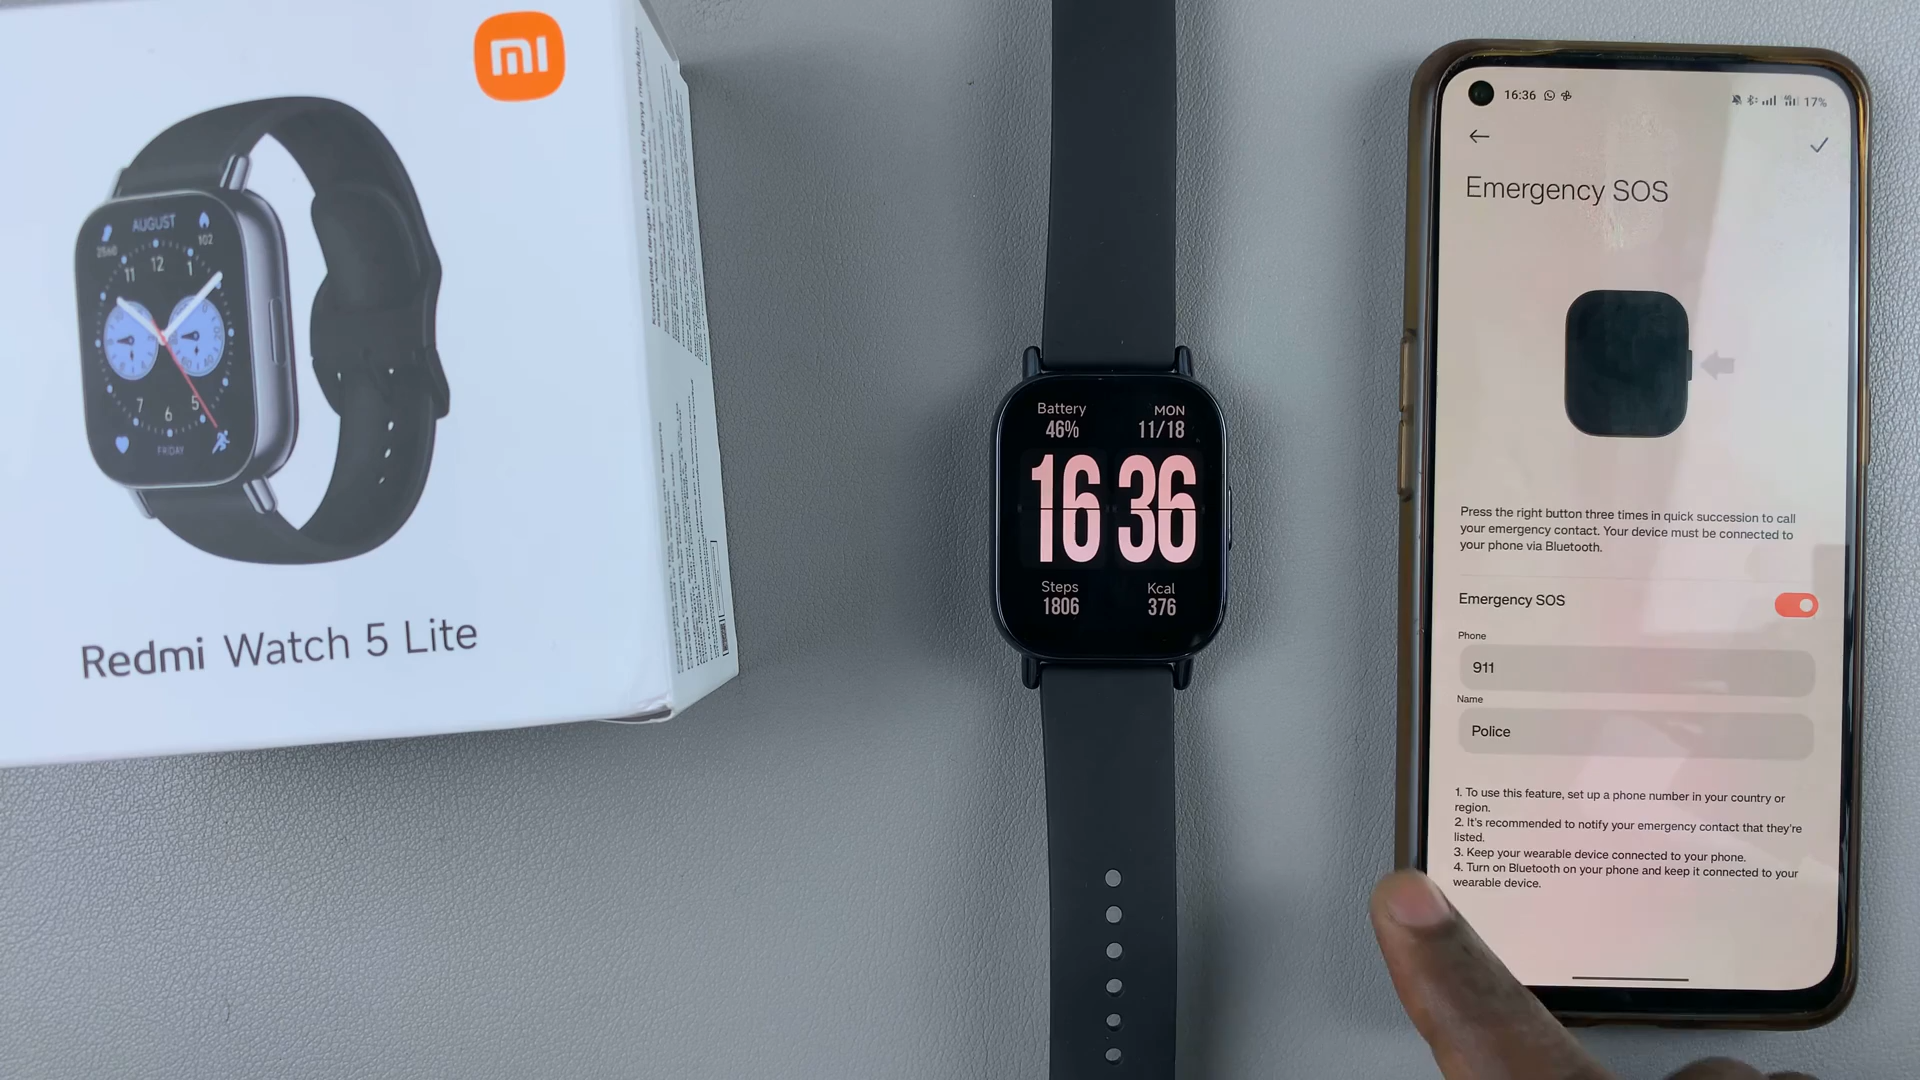 mi
AUGUST
2560
102
11 12 1
7 6 5
FRIDAY
Redmi Watch 5 Lite
Battery
46%
MON
11/18
16 36
Steps
1806
Kcal
376
16:36
17%
Emergency SOS
Press the right button three times in quick succession to call
your emergency contact. Your device must be connected to
your phone via Bluetooth.
Emergency SOS
Phone
911
Name
Police
1. To use this feature, set up a phone number in your country or
region.
2. It's recommended to notify your emergency contact that they're
listed.
3. Keep your wearable device connected to your phone.
4. Turn on Bluetooth on your phone and keep it connected to your
wearable device.